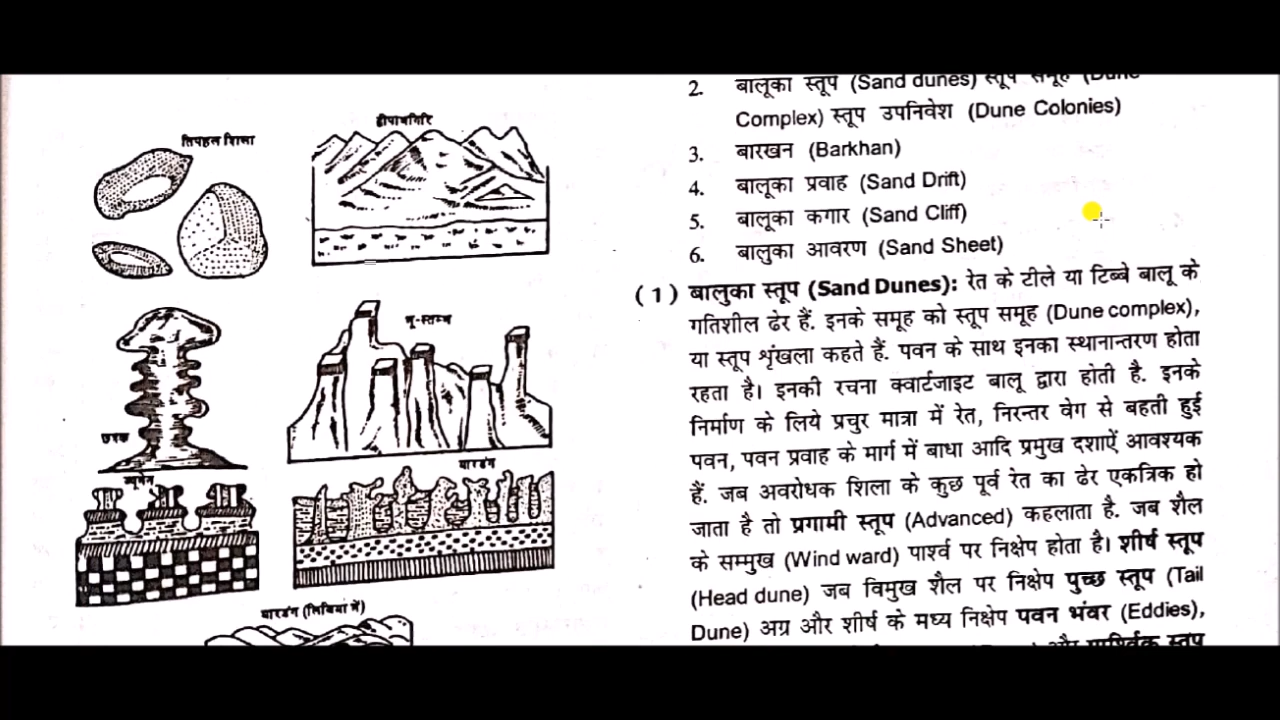 तिपहल शिला
द्वीपाभगिरि
भू-स्तम्भ
छत्रक
ज्यूगेन
यारडंग
यारडंग (लिबिया में)
2. बालूका स्तूप (Sand dunes) स्तूप समूह (Dune
Complex) स्तूप उपनिवेश (Dune Colonies)
3. बारखन (Barkhan)
4. बालूका प्रवाह (Sand Drift)
5. बालूका कगार (Sand Cliff)
6. बालुका आवरण (Sand Sheet)
(1) बालुका स्तूप (Sand Dunes): रेत के टीले या टिब्बे बालू के
गतिशील ढेर हैं. इनके समूह को स्तूप समूह (Dune complex),
या स्तूप शृंखला कहते हैं. पवन के साथ इनका स्थानान्तरण होता
रहता है। इनकी रचना क्वार्टजाइट बालू द्वारा होती है. इनके
निर्माण के लिये प्रचुर मात्रा में रेत, निरन्तर वेग से बहती हुई
पवन, पवन प्रवाह के मार्ग में बाधा आदि प्रमुख दशाऐं आवश्यक
हैं. जब अवरोधक शिला के कुछ पूर्व रेत का ढेर एकत्रिक हो
जाता है तो प्रगामी स्तूप (Advanced) कहलाता है. जब शैल
के सम्मुख (Wind ward) पार्श्व पर निक्षेप होता है। शीर्ष स्तूप
(Head dune) जब विमुख शैल पर निक्षेप पुच्छ स्तूप (Tail
Dune) अग्र और शीर्ष के मध्य निक्षेप पवन भंवर (Eddies),
और पार्श्विक स्तूप